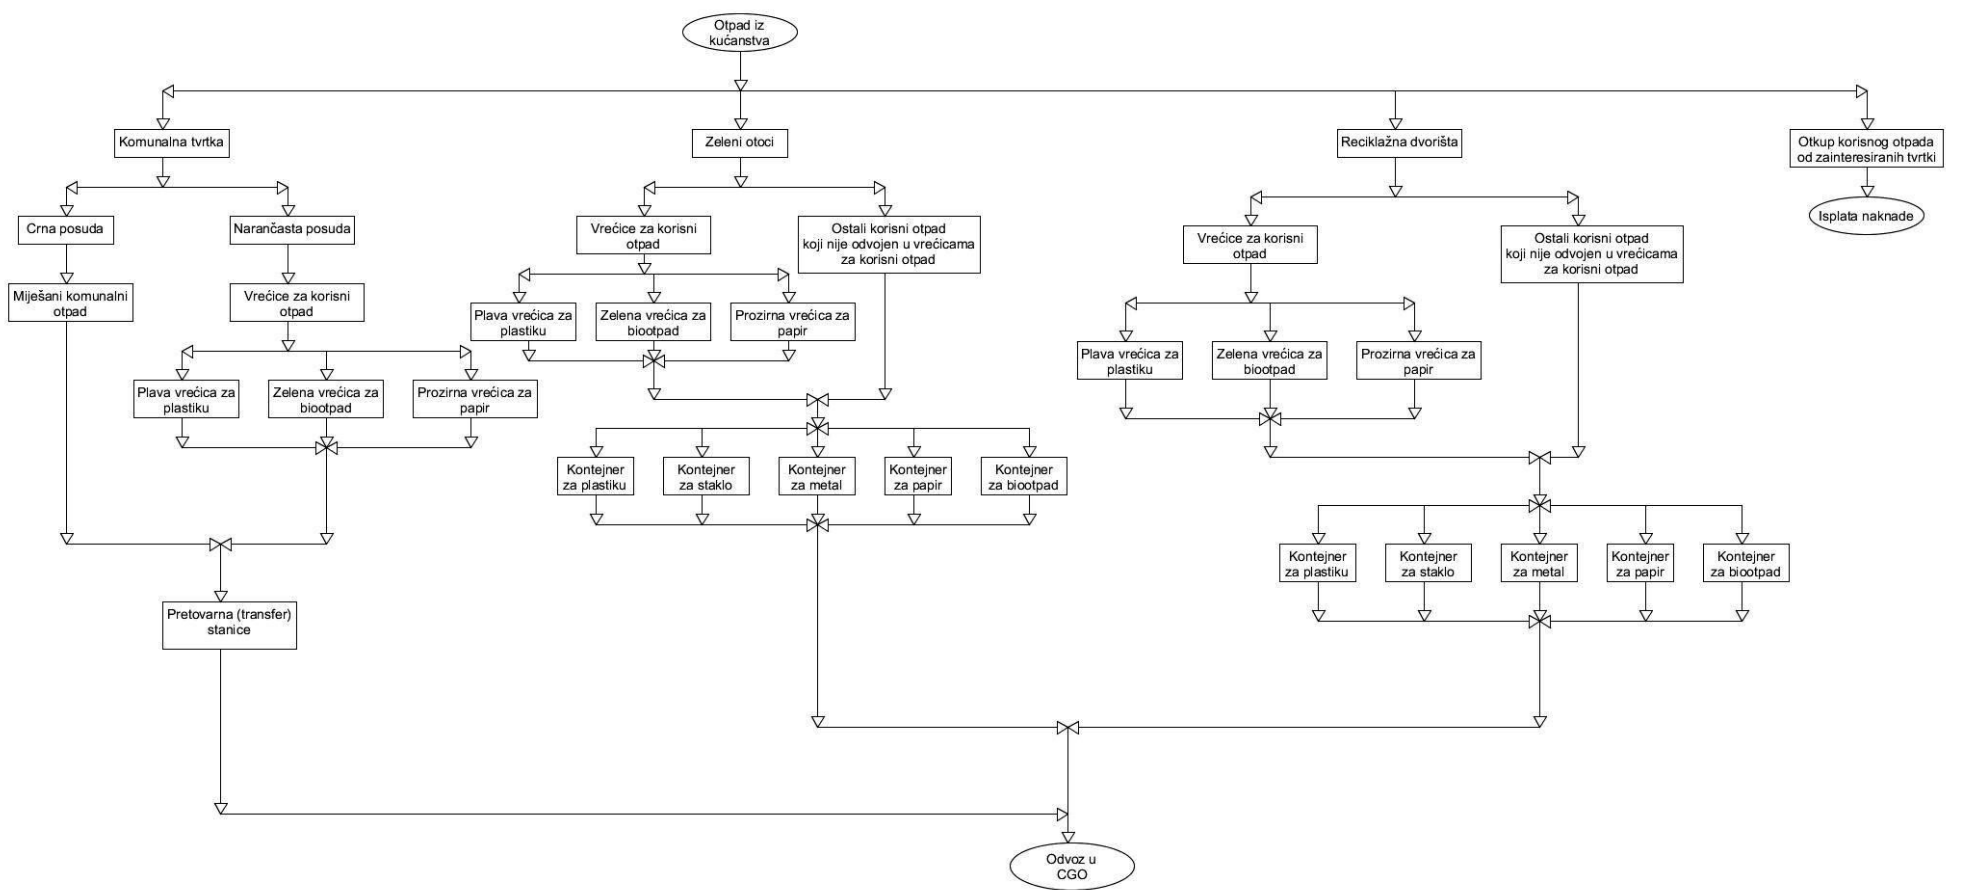 Otpad iz
kućanstva
Komunalna tvrtka
Zeleni otoci
Reciklažna dvorišta
Otkup korisnog otpada
od zainteresiranih tvrtki
Crna posuda
Narančasta posuda
Vrećice za korisni
otpad
Ostali korisni otpad
koji nije odvojen u vrećicama
za korisni otpad
Vrećice za korisni
otpad
Ostali korisni otpad
koji nije odvojen u vrećicama
za korisni otpad
Isplata naknade
Miješani komunalni
otpad
Vrećice za korisni
otpad
Plava vrećica za
plastiku
Zelena vrećica za
biootpad
Prozirna vrećica za
papir
Plava vrećica za
plastiku
Zelena vrećica za
biootpad
Prozirna vrećica za
papir
Plava vrećica za
plastiku
Zelena vrećica za
biootpad
Prozirna vrećica za
papir
Kontejner
za plastiku
Kontejner
za staklo
Kontejner
za metal
Kontejner
za papir
Kontejner
za biootpad
Kontejner
za plastiku
Kontejner
za staklo
Kontejner
za metal
Kontejner
za papir
Kontejner
za biootpad
Pretovarna (transfer)
stanice
Odvoz u
CGO